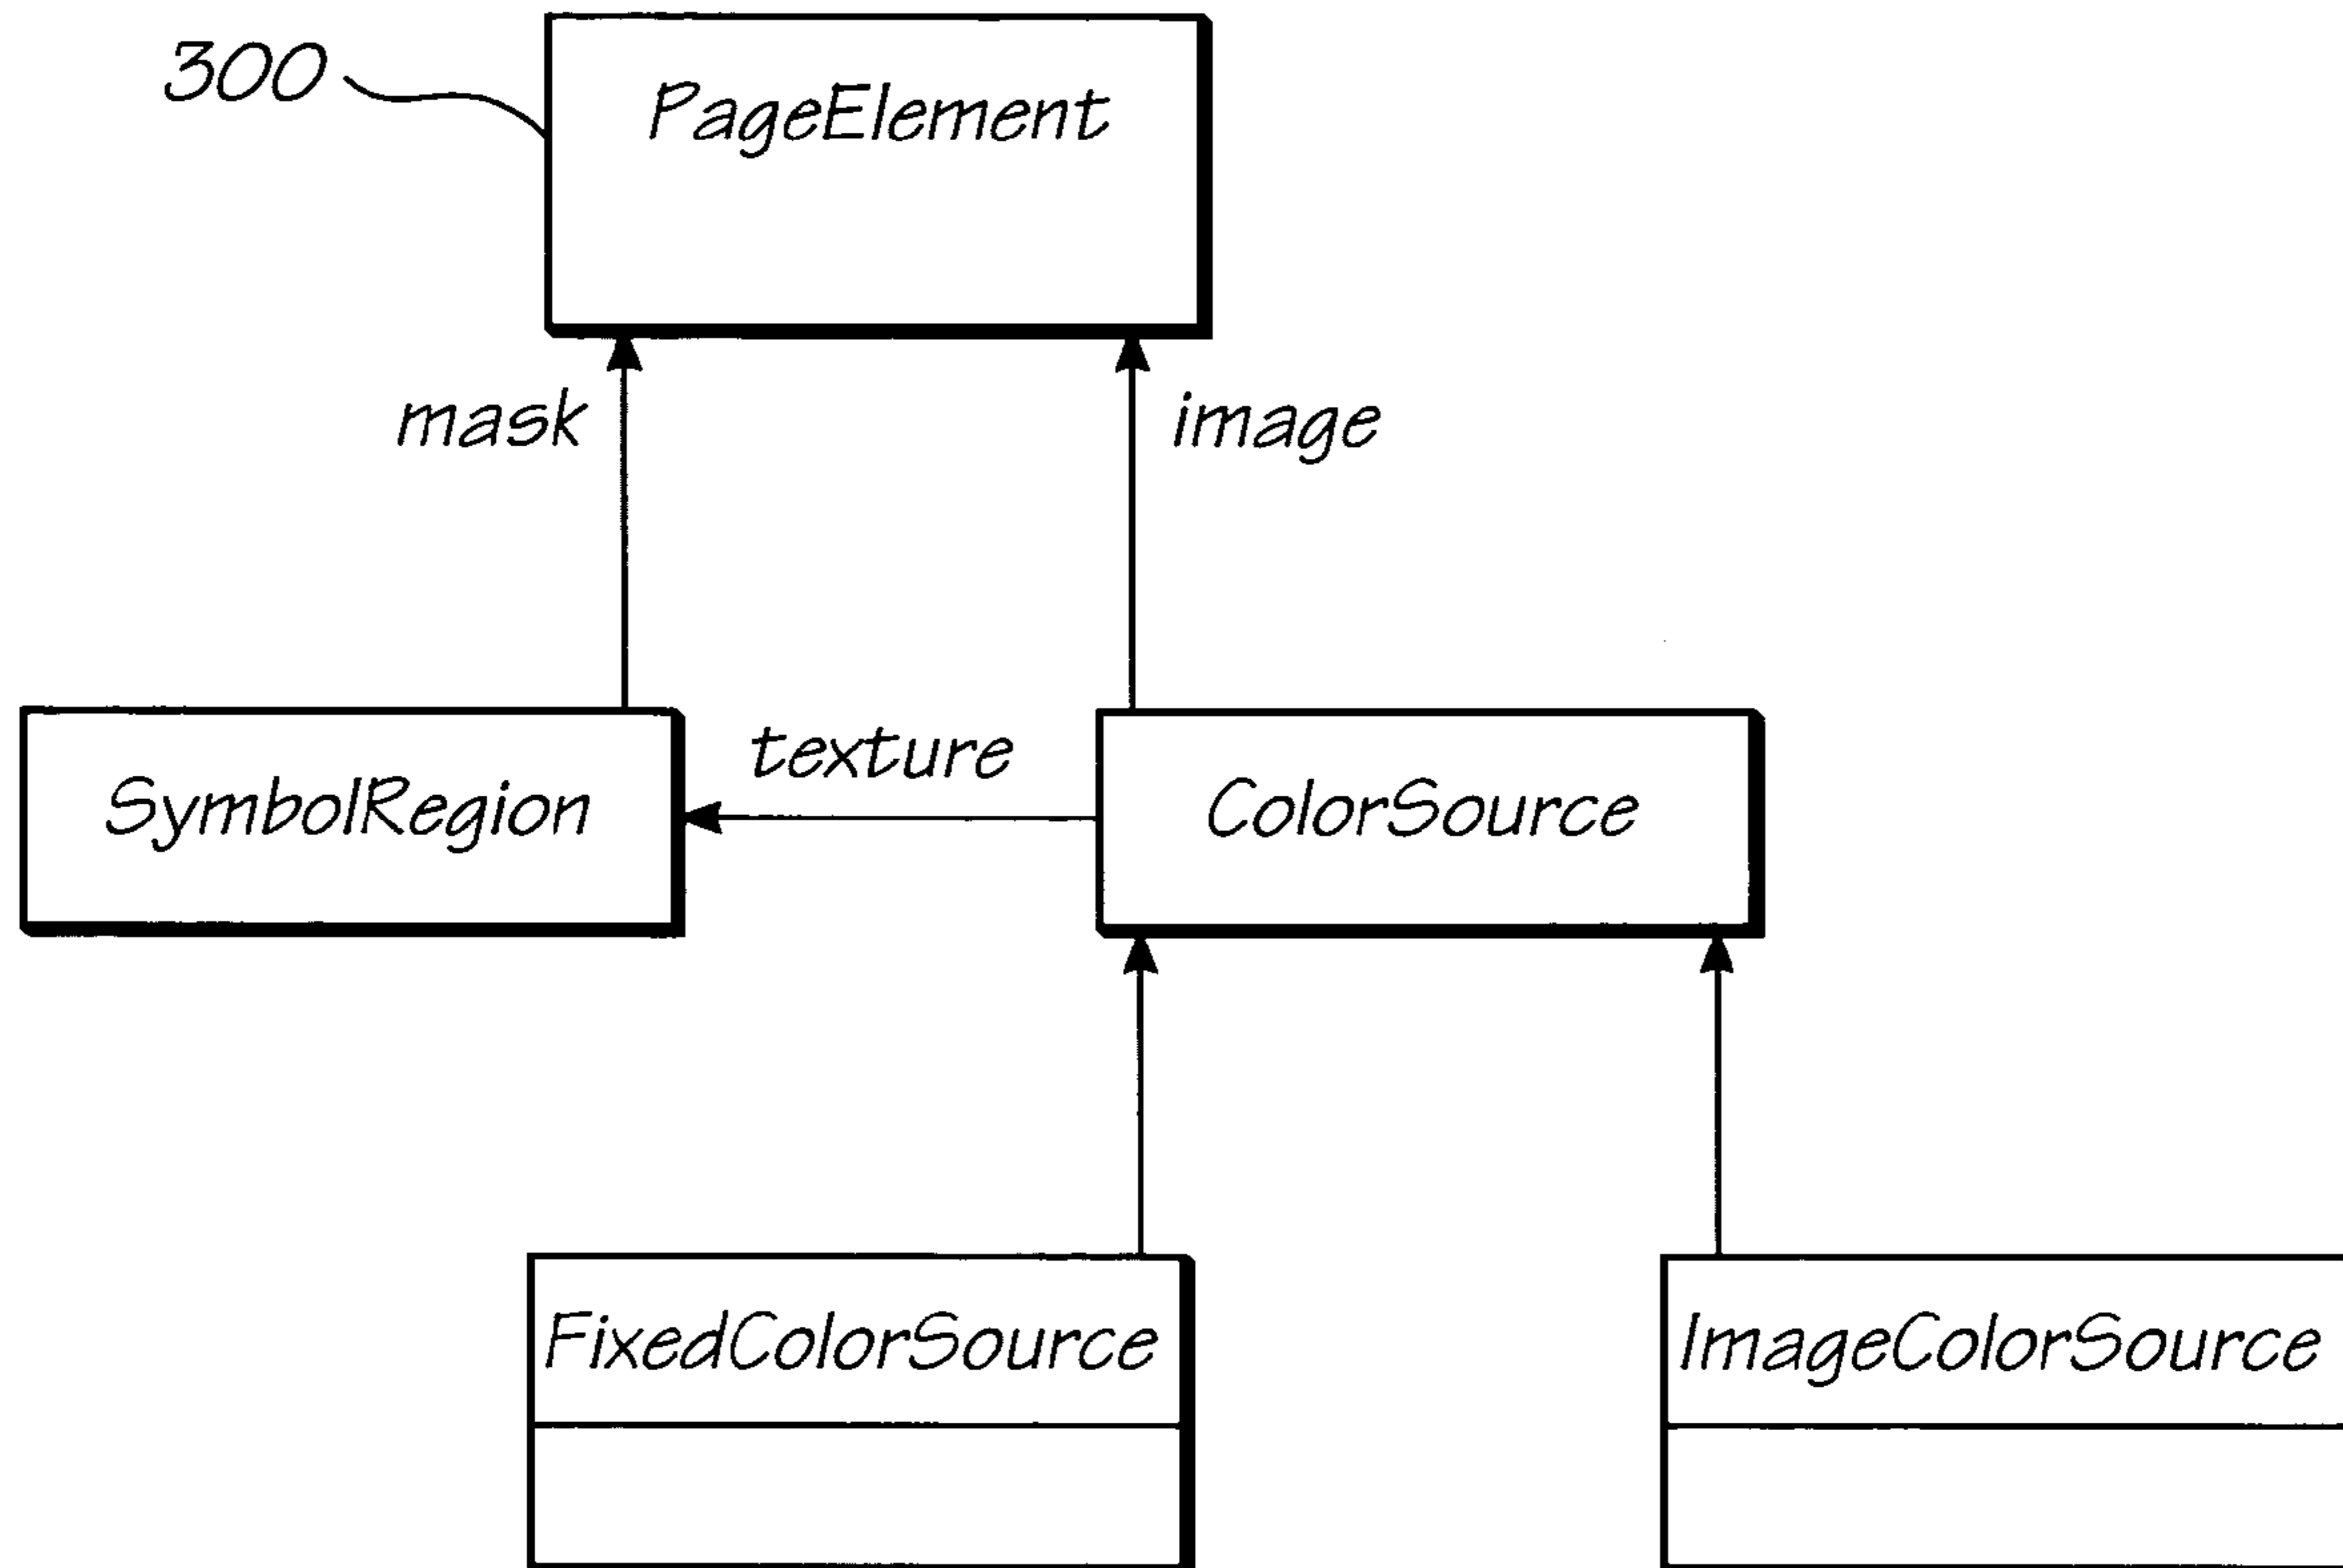 300
PageElement
mask
image
texture
SymbolRegion
ColorSource
FixedColorSource
ImageColorSource